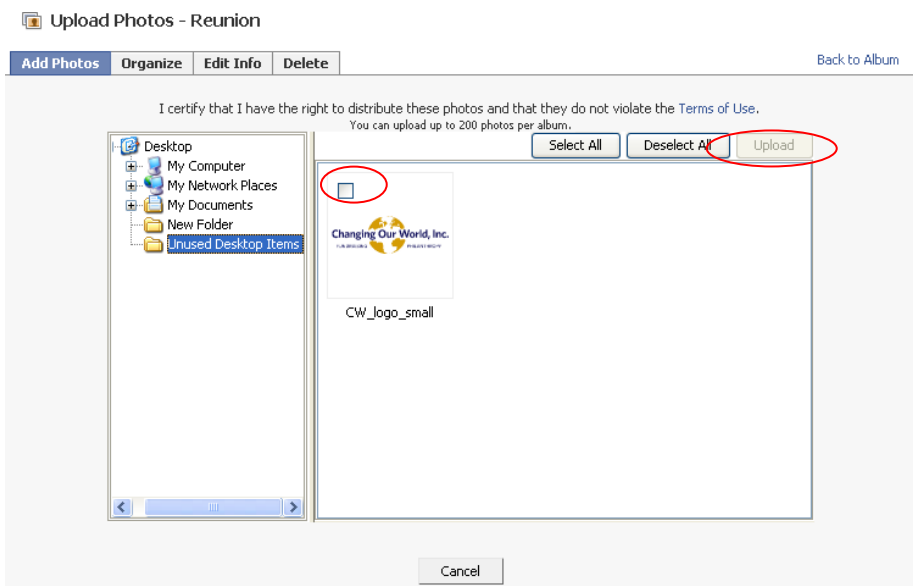 Upload Photos - Reunion
Add Photos Organize Edit Info Delete
Back to Album
I certify that I have the right to distribute these photos and that they do not violate the Terms of Use.
You can upload up to 200 photos per album.
Select All Deselect All Upload
Desktop
My Computer
My Network Places
My Documents
New Folder
Unused Desktop Items
Changing Our World, Inc.
CW_logo_small
Cancel